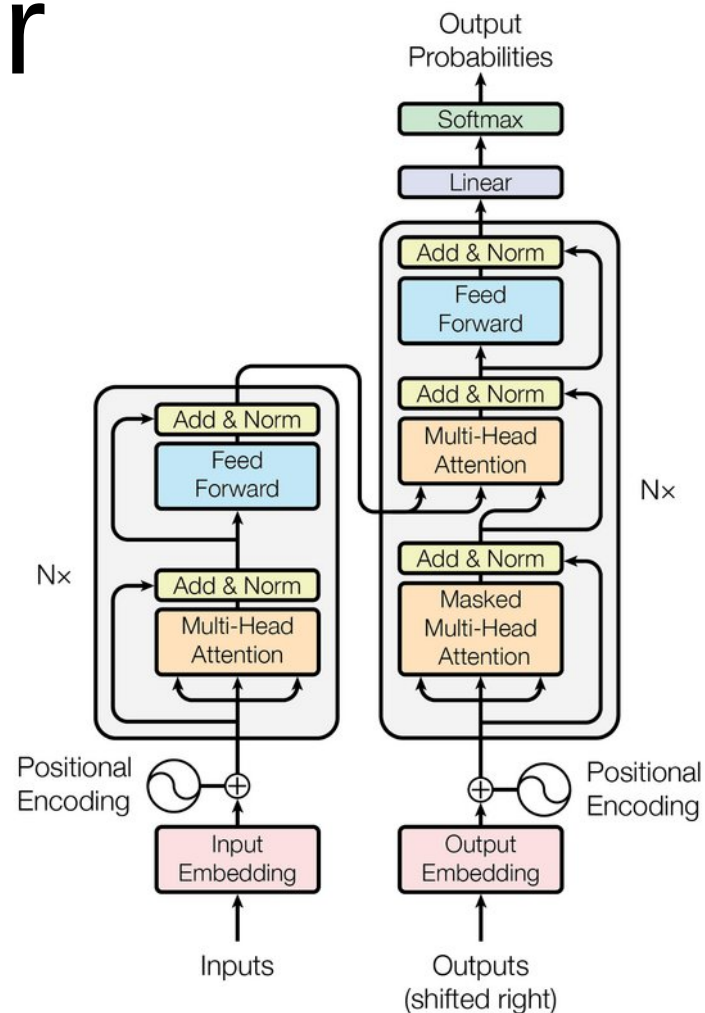 r
Output
Probabilities
Softmax
Linear
Add & Norm
Feed
Forward
Add & Norm
Multi-Head
Attention
Nx
Add & Norm
Masked
Multi-Head
Attention
Positional
Encoding
Output
Embedding
Outputs
(shifted right)
Add & Norm
Feed
Forward
Nx
Add & Norm
Multi-Head
Attention
Positional
Encoding
Input
Embedding
Inputs